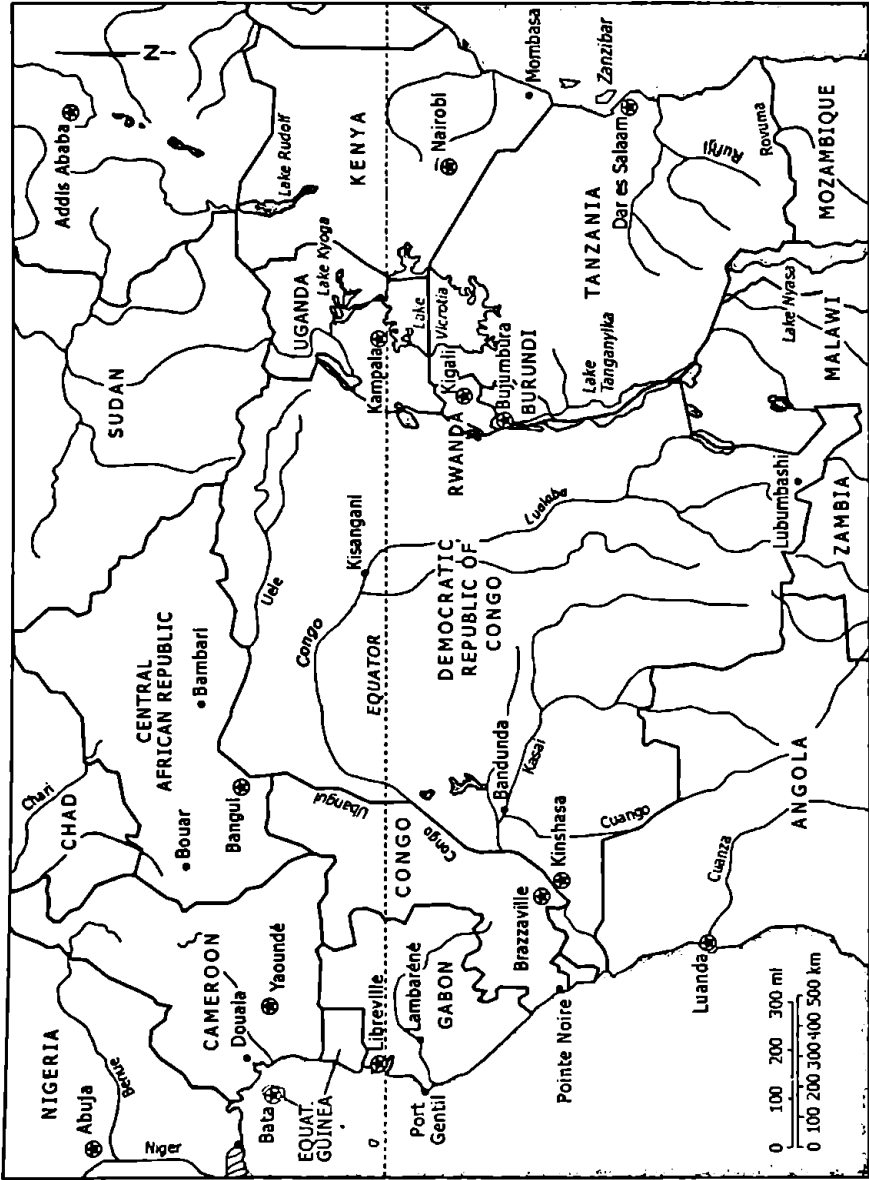 N
NIGERIA
Abuja
Benue
Niger
CHAD
Chari
SUDAN
Addis Ababa
CENTRAL
AFRICAN REPUBLIC
Bouar
Bambari
Bangui
CAMEROON
Douala
Yaoundé
Bata
EQUAT.
GUINEA
Uele
Ubangui
UGANDA
Lake Kyoga
Lake Rudolf
KENYA
Libreville
Congo
Kisangani
EQUATOR
Kampala
CONGO
Lambaréné
GABON
Port
Gentil
Congo
DEMOCRATIC
REPUBLIC OF
CONGO
Lualaba
RWANDA
Kigali
Lake
Vicrotia
Nairobi
Bujumbura
BURUNDI
Mombasa
Brazzaville
Kinshasa
Bandunda
Kasai
Pointe Noire
Cuango
Lake
Tanganyika
TANZANIA
Zanzibar
Dar es Salaam
Rufiji
Rovuma
Luanda
Cuanza
ANGOLA
Lubumbashi
ZAMBIA
Lake Nyasa
MALAWI
MOZAMBIQUE
0 100 200 300 mi
0 100 200 300 400 500 km